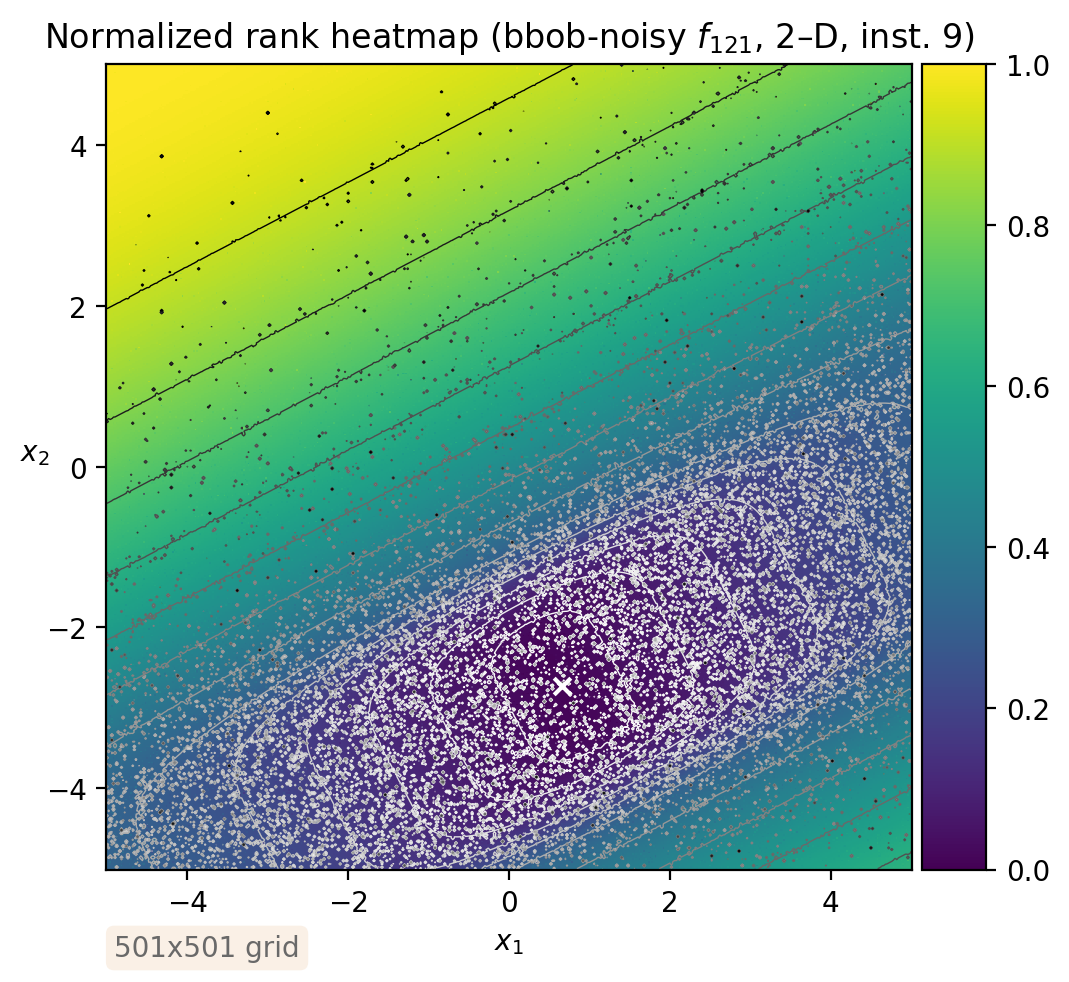 Normalized rank heatmap (bbob-noisy f₁₂₁, 2–D, inst. 9)
1.0
4
0.8
2
0.6
x₂
0
0.4
−2
0.2
−4
0.0
−4 −2 0 2 4
x₁
501x501 grid